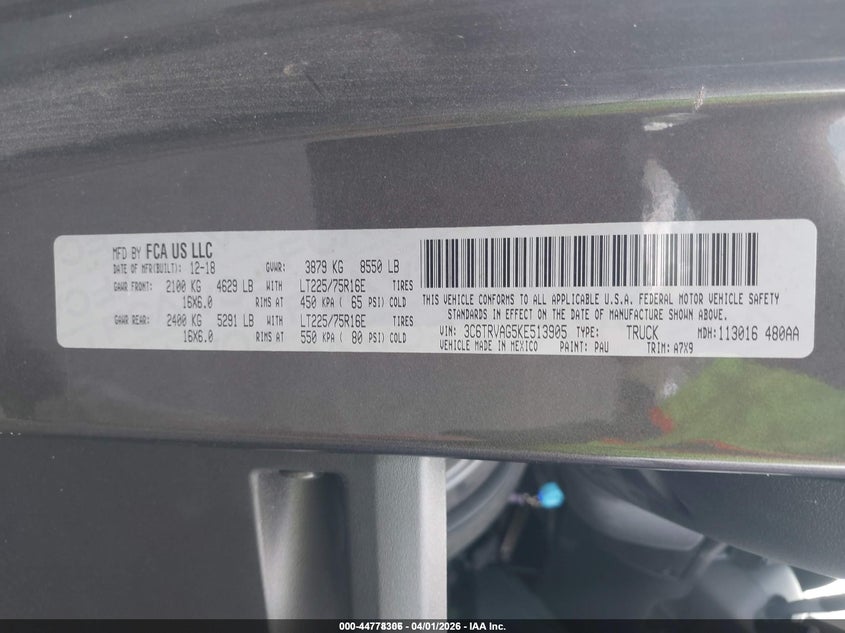 MFD BY FCA US LLC
DATE OF MFR(BUILT): 12-18 GVWR: 3879 KG 8550 LB
GAWR FRONT: 2100 KG 4629 LB WITH LT225/75R16E TIRES
16X6.0 RIMS AT 450 KPA ( 65 PSI) COLD
GAWR REAR: 2400 KG 5291 LB WITH LT225/75R16E TIRES
16X6.0 RIMS AT 550 KPA ( 80 PSI) COLD
THIS VEHICLE CONFORMS TO ALL APPLICABLE U.S.A. FEDERAL MOTOR VEHICLE SAFETY
STANDARDS IN EFFECT ON THE DATE OF MANUFACTURE SHOWN ABOVE.
VIN: 3C6TRVAG5KE513905 TYPE: TRUCK MDH: 113016 480AA
VEHICLE MADE IN MEXICO PAINT: PAU TRIM: A7X9
000-44778306 - 04/01/2026 - IAA Inc.